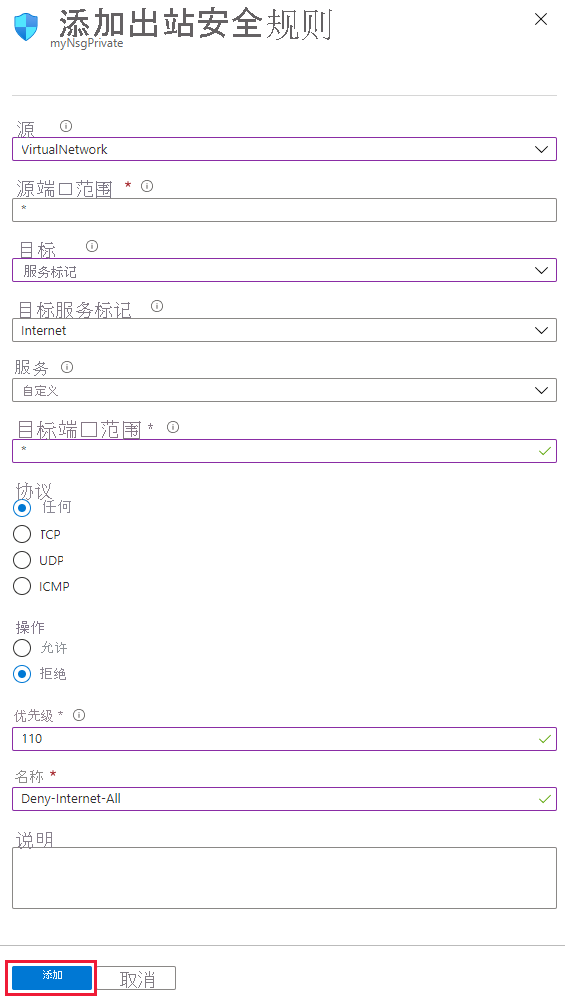 添加出站安全规则
myNsgPrivate
源
VirtualNetwork
源端口范围 *
*
目标
服务标记
目标服务标记
Internet
服务
自定义
目标端口范围 *
*
协议
任何
TCP
UDP
ICMP
操作
允许
拒绝
优先级 *
110
名称 *
Deny-Internet-All
说明
添加 取消